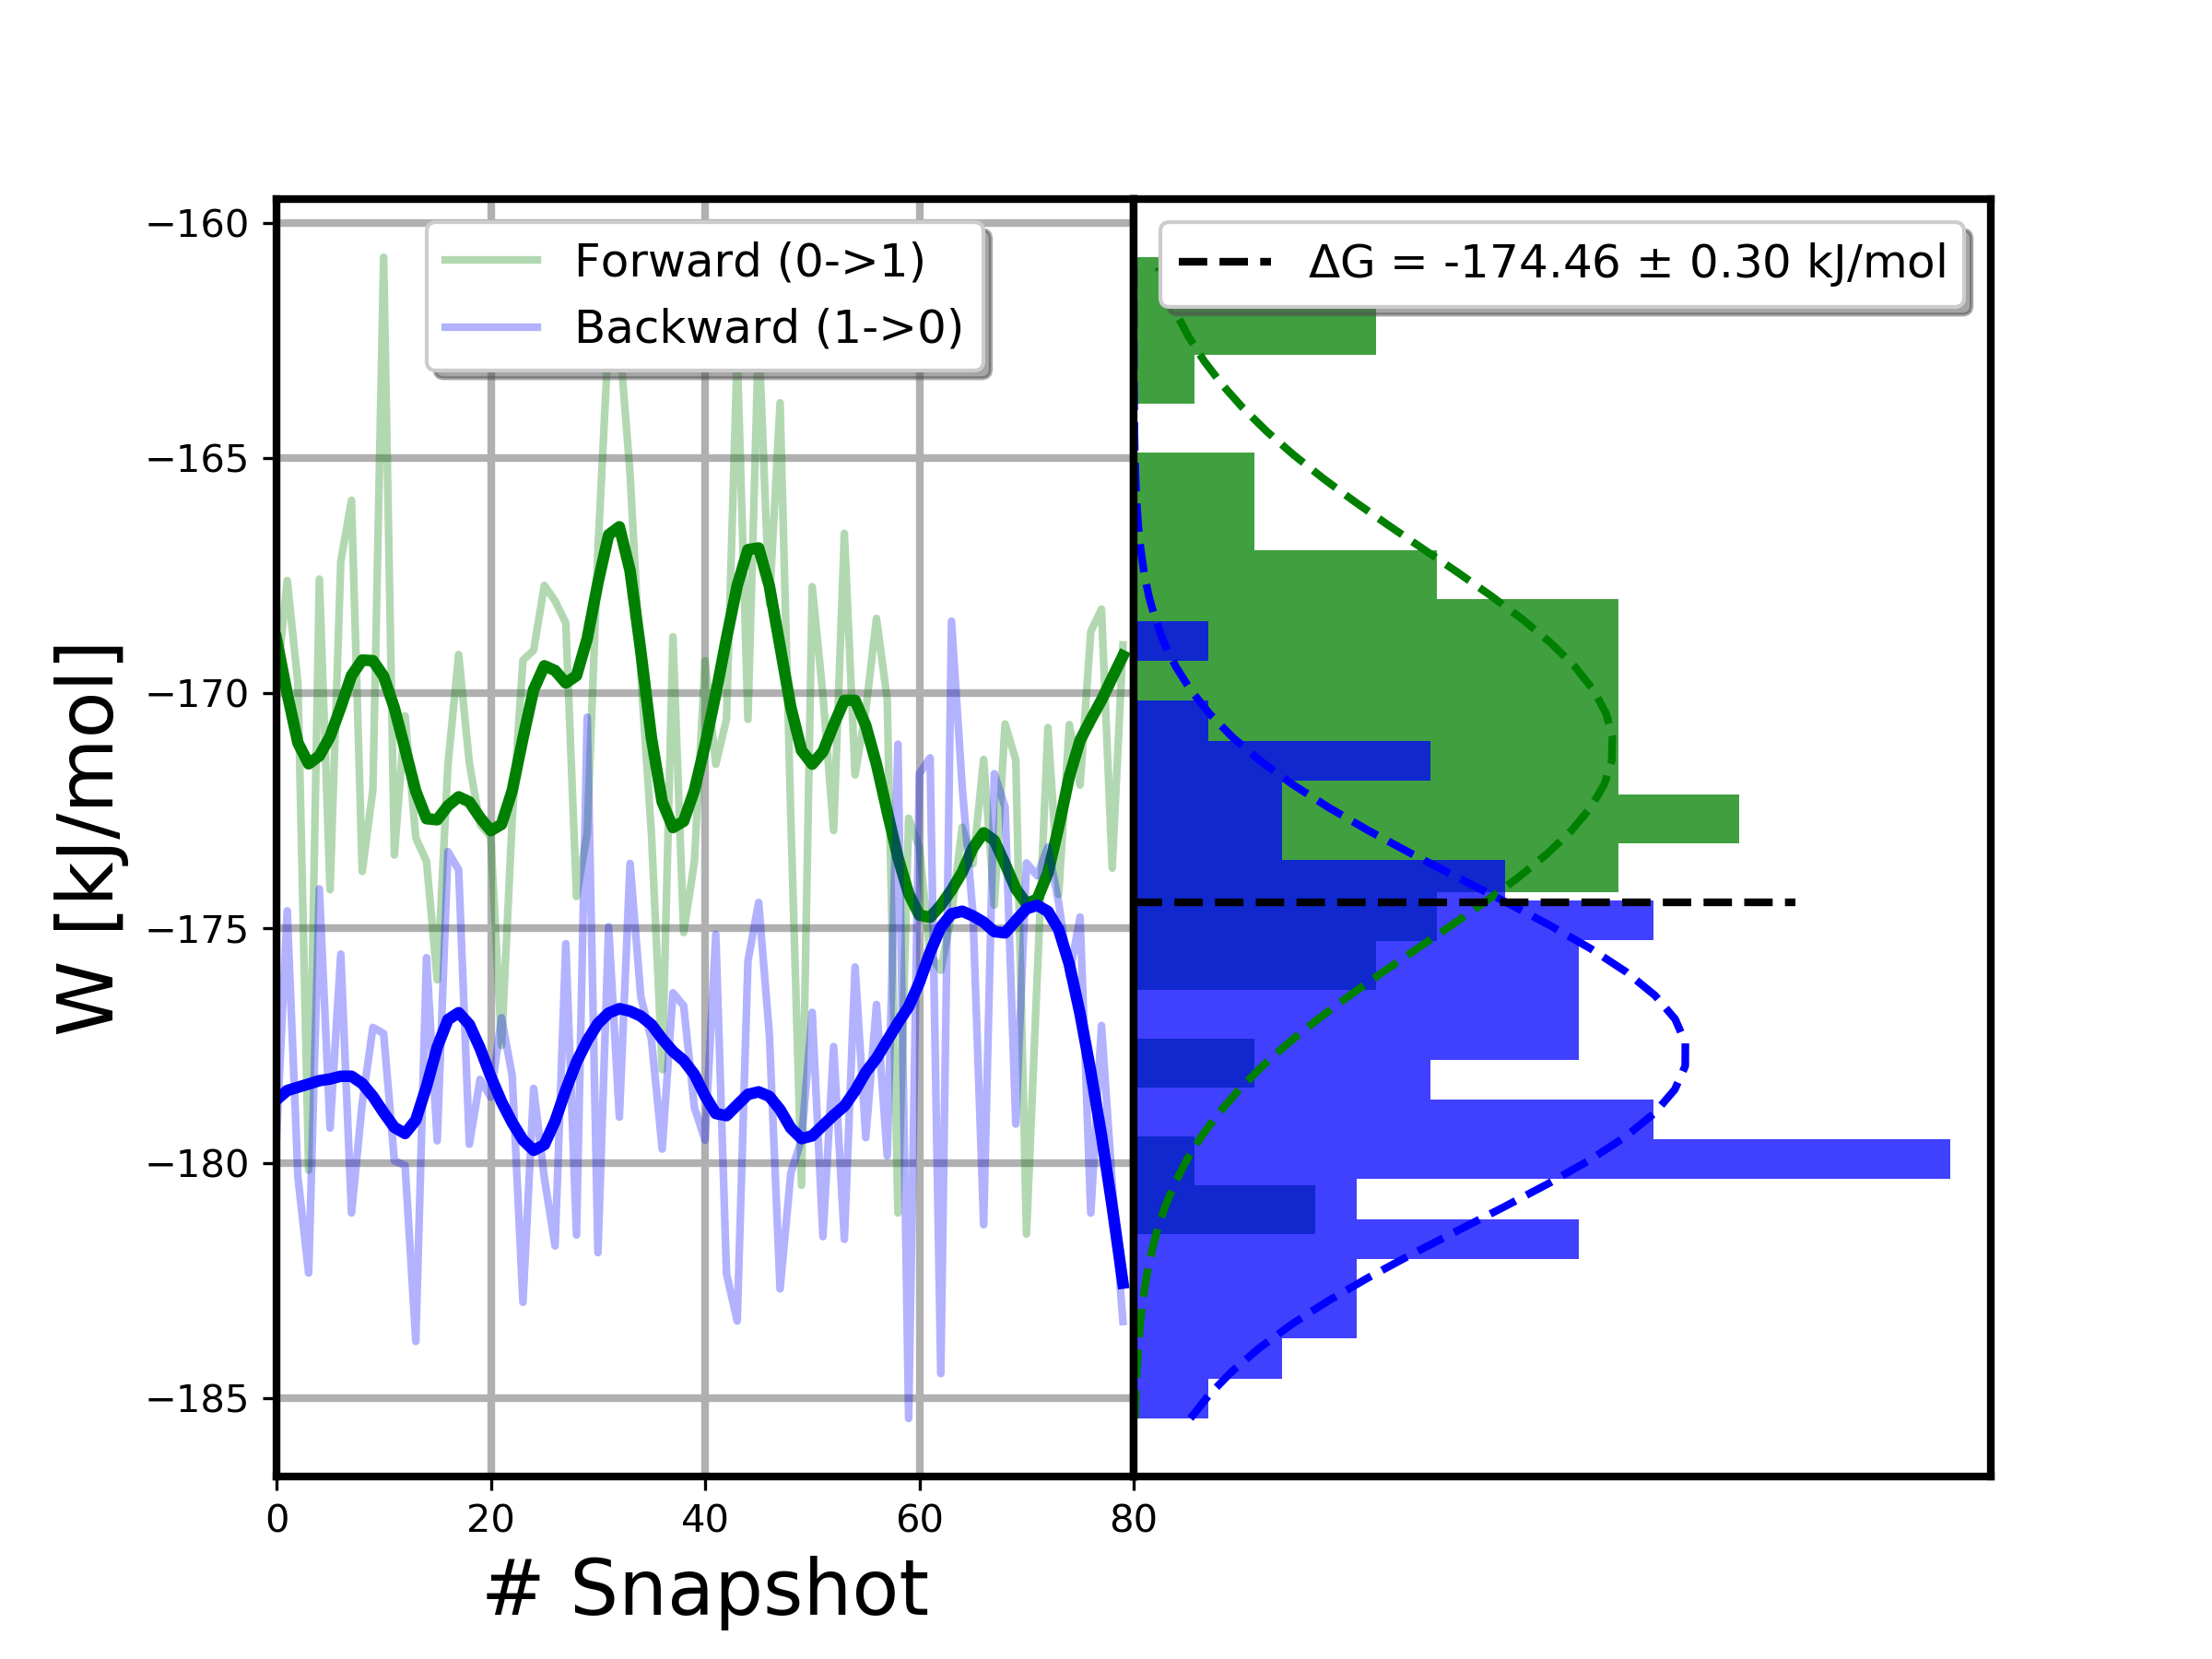 Forward (0->1)
Backward (1->0)
ΔG = -174.46 ± 0.30 kJ/mol
W [kJ/mol]
−160
−165
−170
−175
−180
−185
0 20 40 60 80
# Snapshot